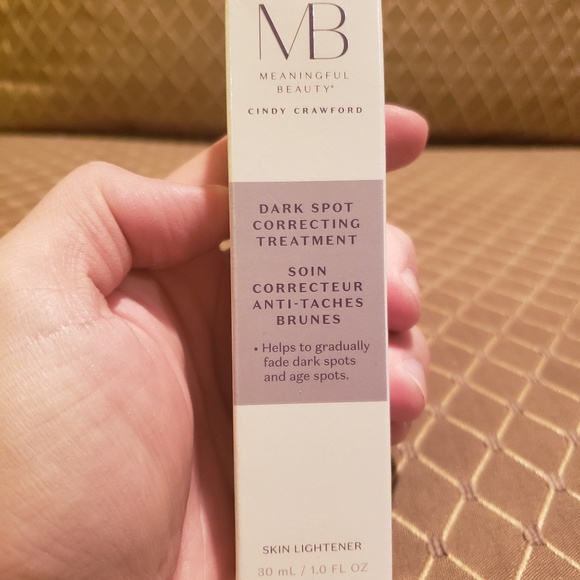 MB
MEANINGFUL
BEAUTY®
CINDY CRAWFORD
DARK SPOT
CORRECTING
TREATMENT
SOIN
CORRECTEUR
ANTI-TACHES
BRUNES
• Helps to gradually
fade dark spots
and age spots.
SKIN LIGHTENER
30 mL / 1.0 FL OZ